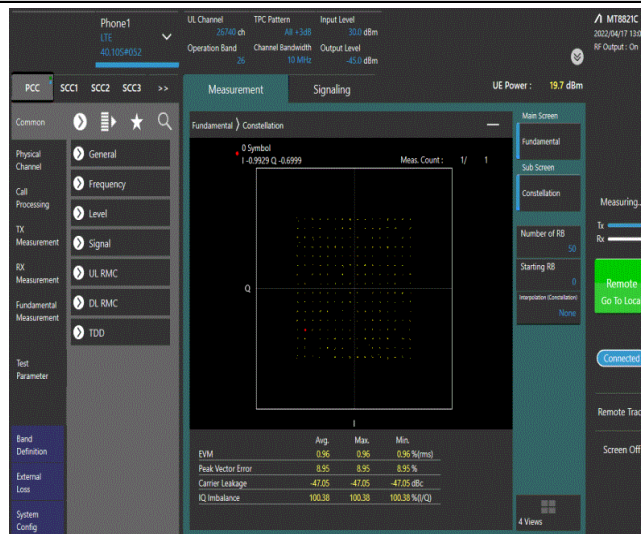 Phone1
LTE
40.10S#052
UL Channel
26740 ch
TPC Pattern
All +3dB
Input Level
30.0 dBm
Operation Band
26
Channel Bandwidth
10 MHz
Output Level
-45.0 dBm
MT8821C
2022/04/17 13:0
RF Output : On
PCC SCC1 SCC2 SCC3 >>
Measurement
Signaling
UE Power : 19.7 dBm
Common
Physical
Channel
Call
Processing
TX
Measurement
RX
Measurement
Fundamental
Measurement
Test
Parameter
Band
Definition
External
Loss
System
Config
General
Frequency
Level
Signal
UL RMC
DL RMC
TDD
Fundamental 〉 Constellation
0 Symbol
I -0.9929 Q -0.6999
Meas. Count : 1/ 1
Q
I
Avg. Max. Min.
EVM 0.96 0.96 0.96 %(rms)
Peak Vector Error 8.95 8.95 8.95 %
Carrier Leakage -47.05 -47.05 -47.05 dBc
IQ Imbalance 100.38 100.38 100.38 %(I/Q)
Main Screen
Fundamental
Sub Screen
Constellation
Number of RB
50
Starting RB
0
Interpolation (Constellation)
None
4 Views
Measuring..
Tx
Rx
Remote
Go To Loca
Connected
Remote Trac
Screen Off